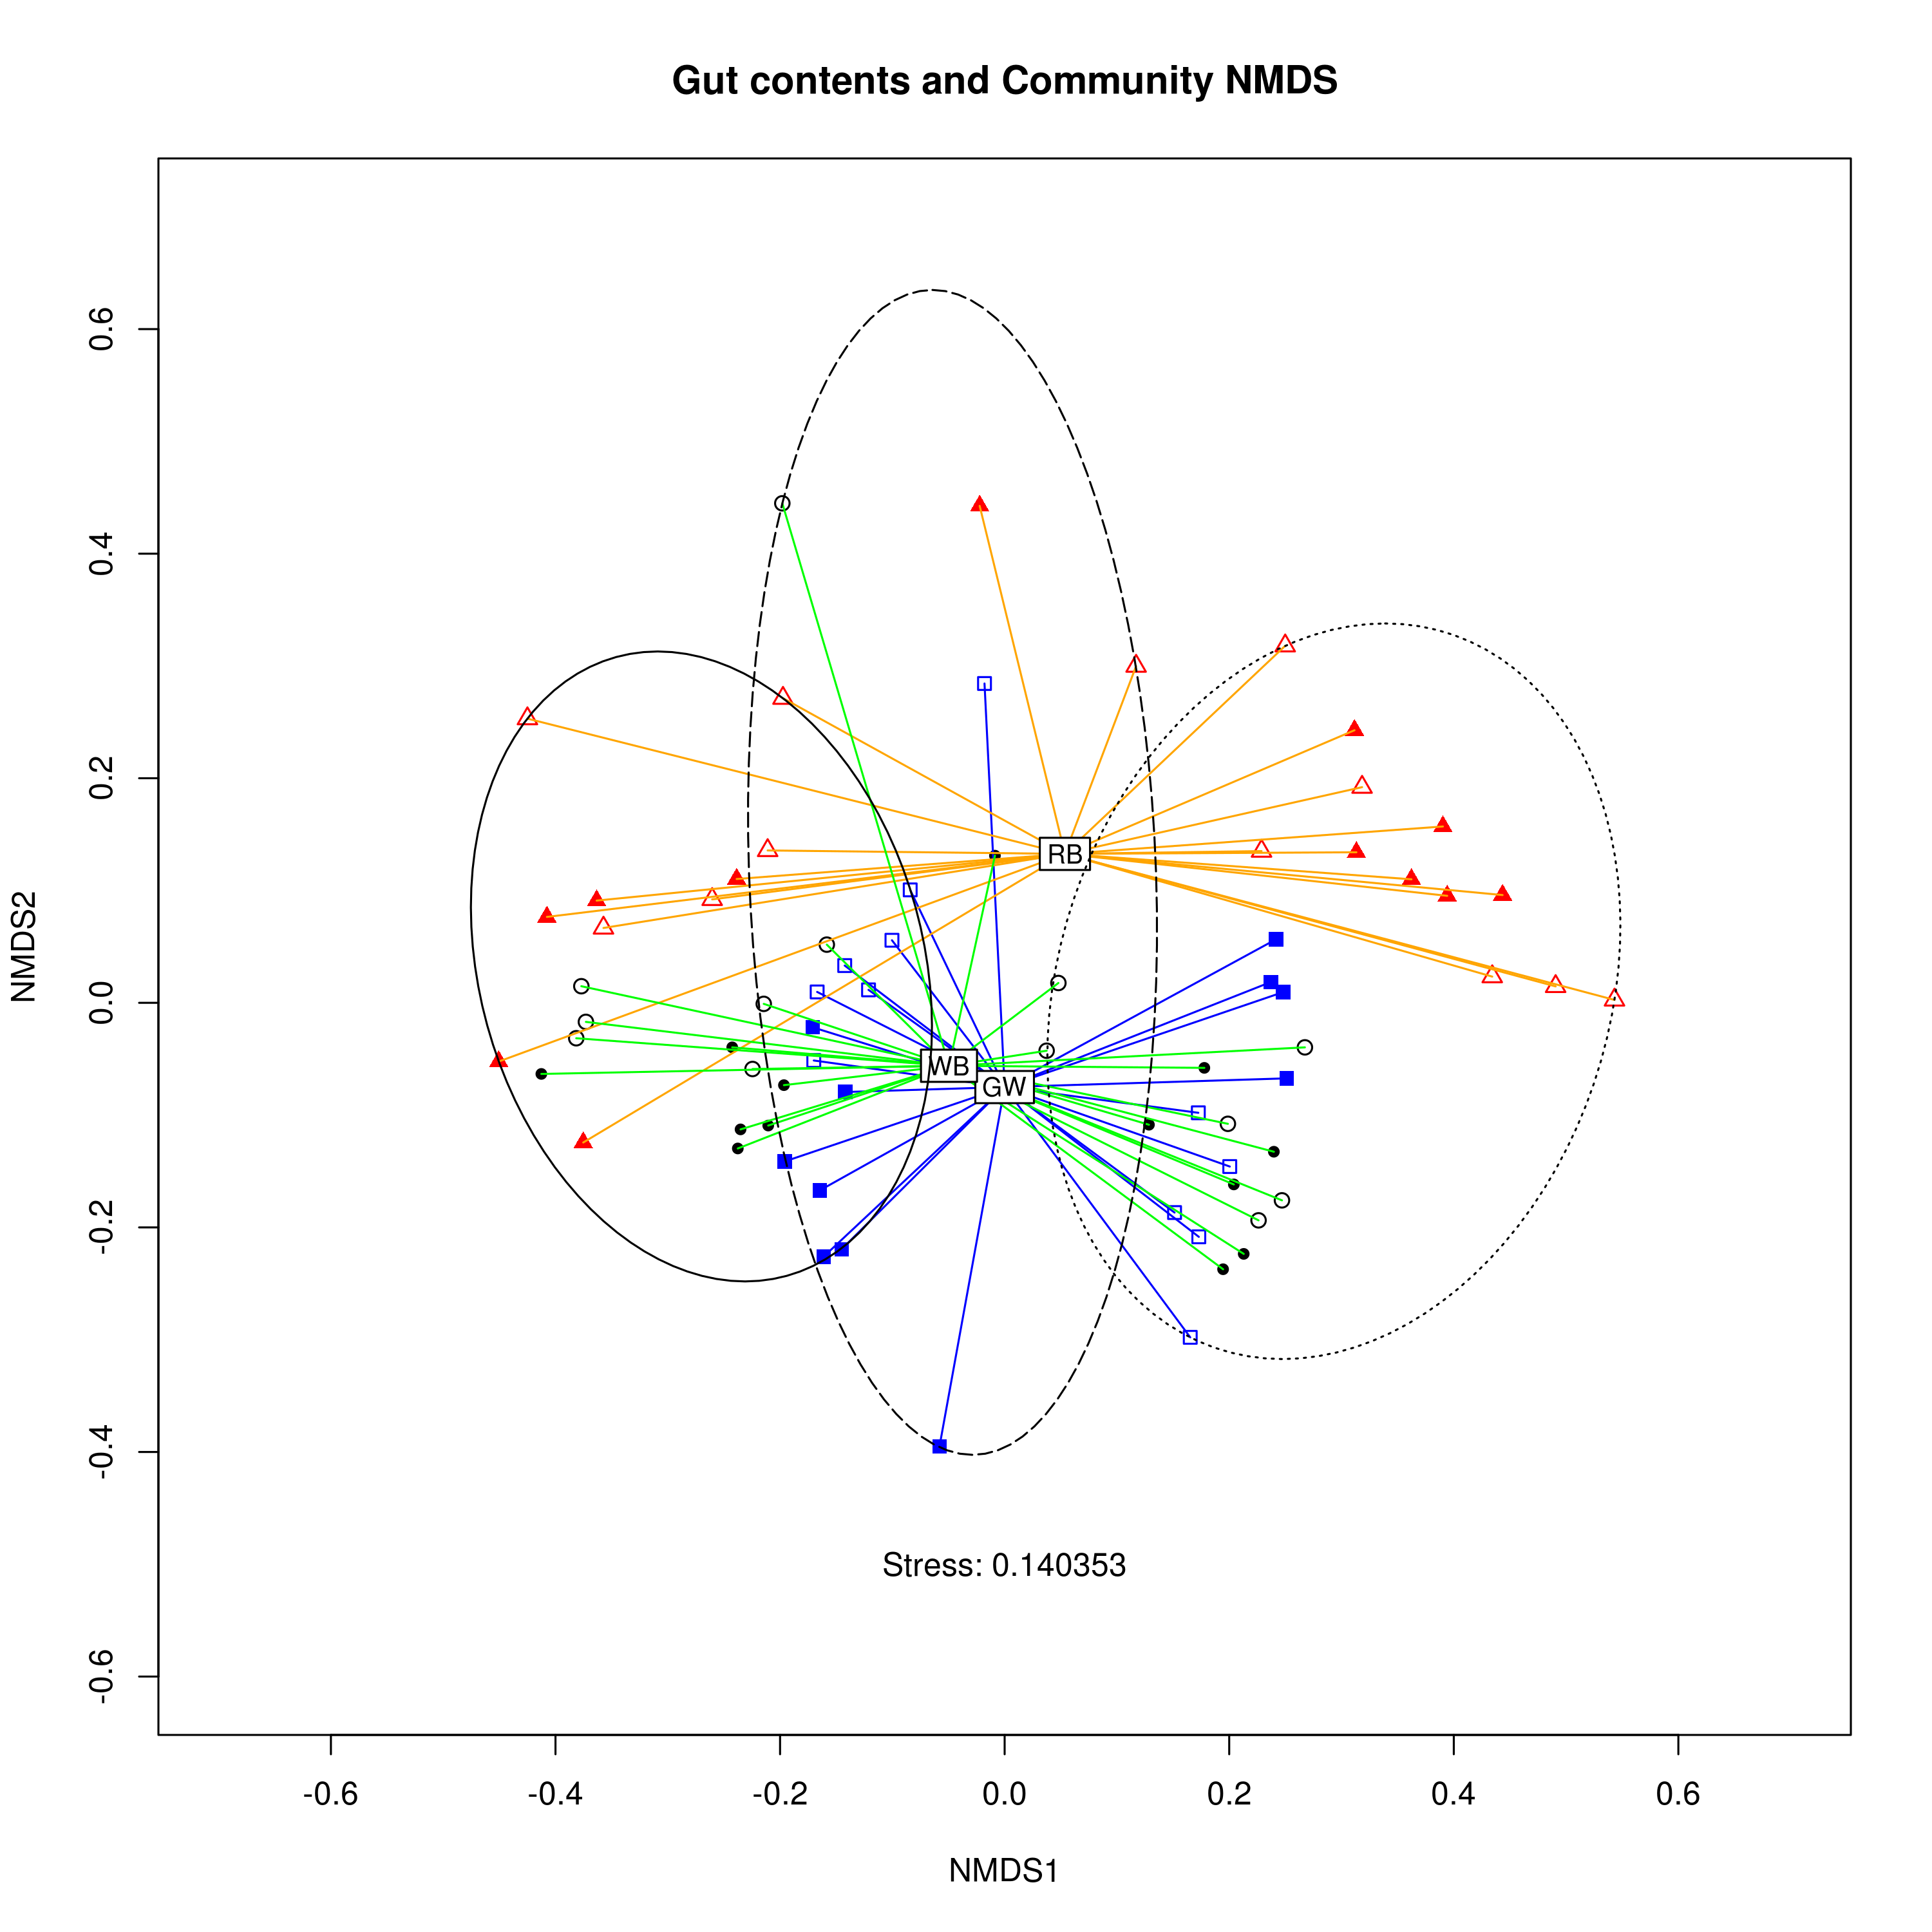 Gut contents and Community NMDS
NMDS2
0.6
0.4
0.2
0.0
-0.2
-0.4
-0.6
RB
WB
GW
Stress: 0.140353
-0.6 -0.4 -0.2 0.0 0.2 0.4 0.6
NMDS1